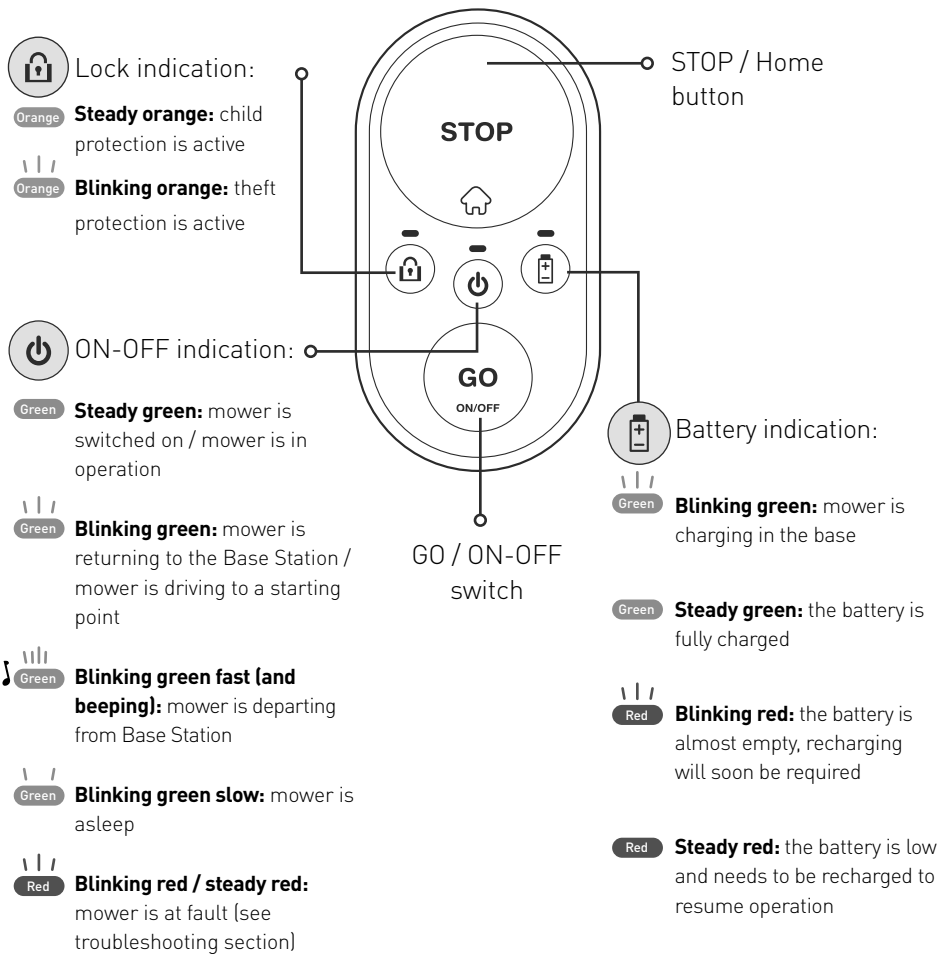 Lock indication:
Orange
Steady orange: child
protection is active
Orange
Blinking orange: theft
protection is active
STOP / Home
button
STOP
GO
ON/OFF
ON-OFF indication:
Green
Steady green: mower is
switched on / mower is in
operation
Green
Blinking green: mower is
returning to the Base Station /
mower is driving to a starting
point
Green
Blinking green fast (and
beeping): mower is departing
from Base Station
Green
Blinking green slow: mower is
asleep
Red
Blinking red / steady red:
mower is at fault (see
troubleshooting section)
GO / ON-OFF
switch
Battery indication:
Green
Blinking green: mower is
charging in the base
Green
Steady green: the battery is
fully charged
Red
Blinking red: the battery is
almost empty, recharging
will soon be required
Red
Steady red: the battery is low
and needs to be recharged to
resume operation